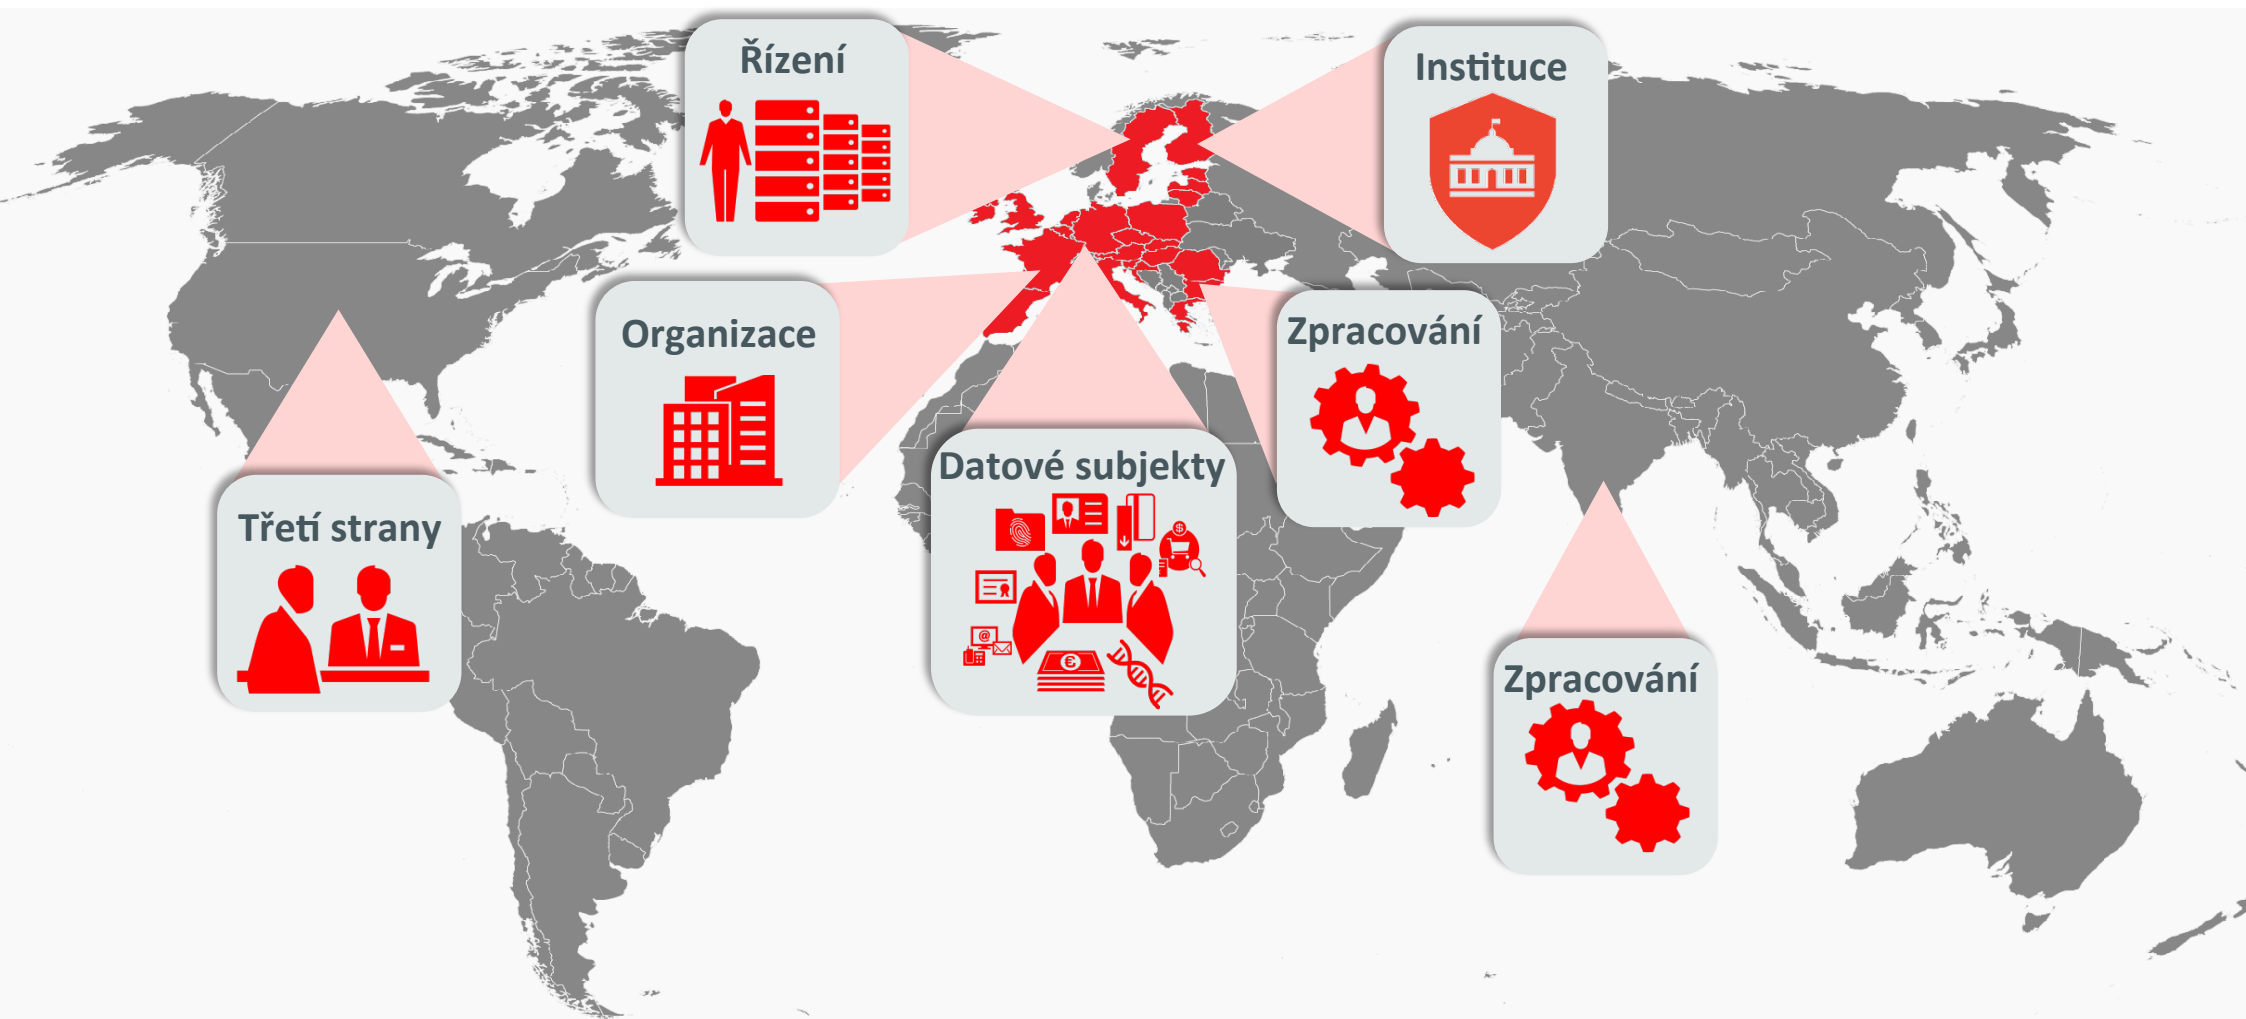 Řízení
Instituce
Organizace
Zpracování
Datové subjekty
Třetí strany
Zpracování